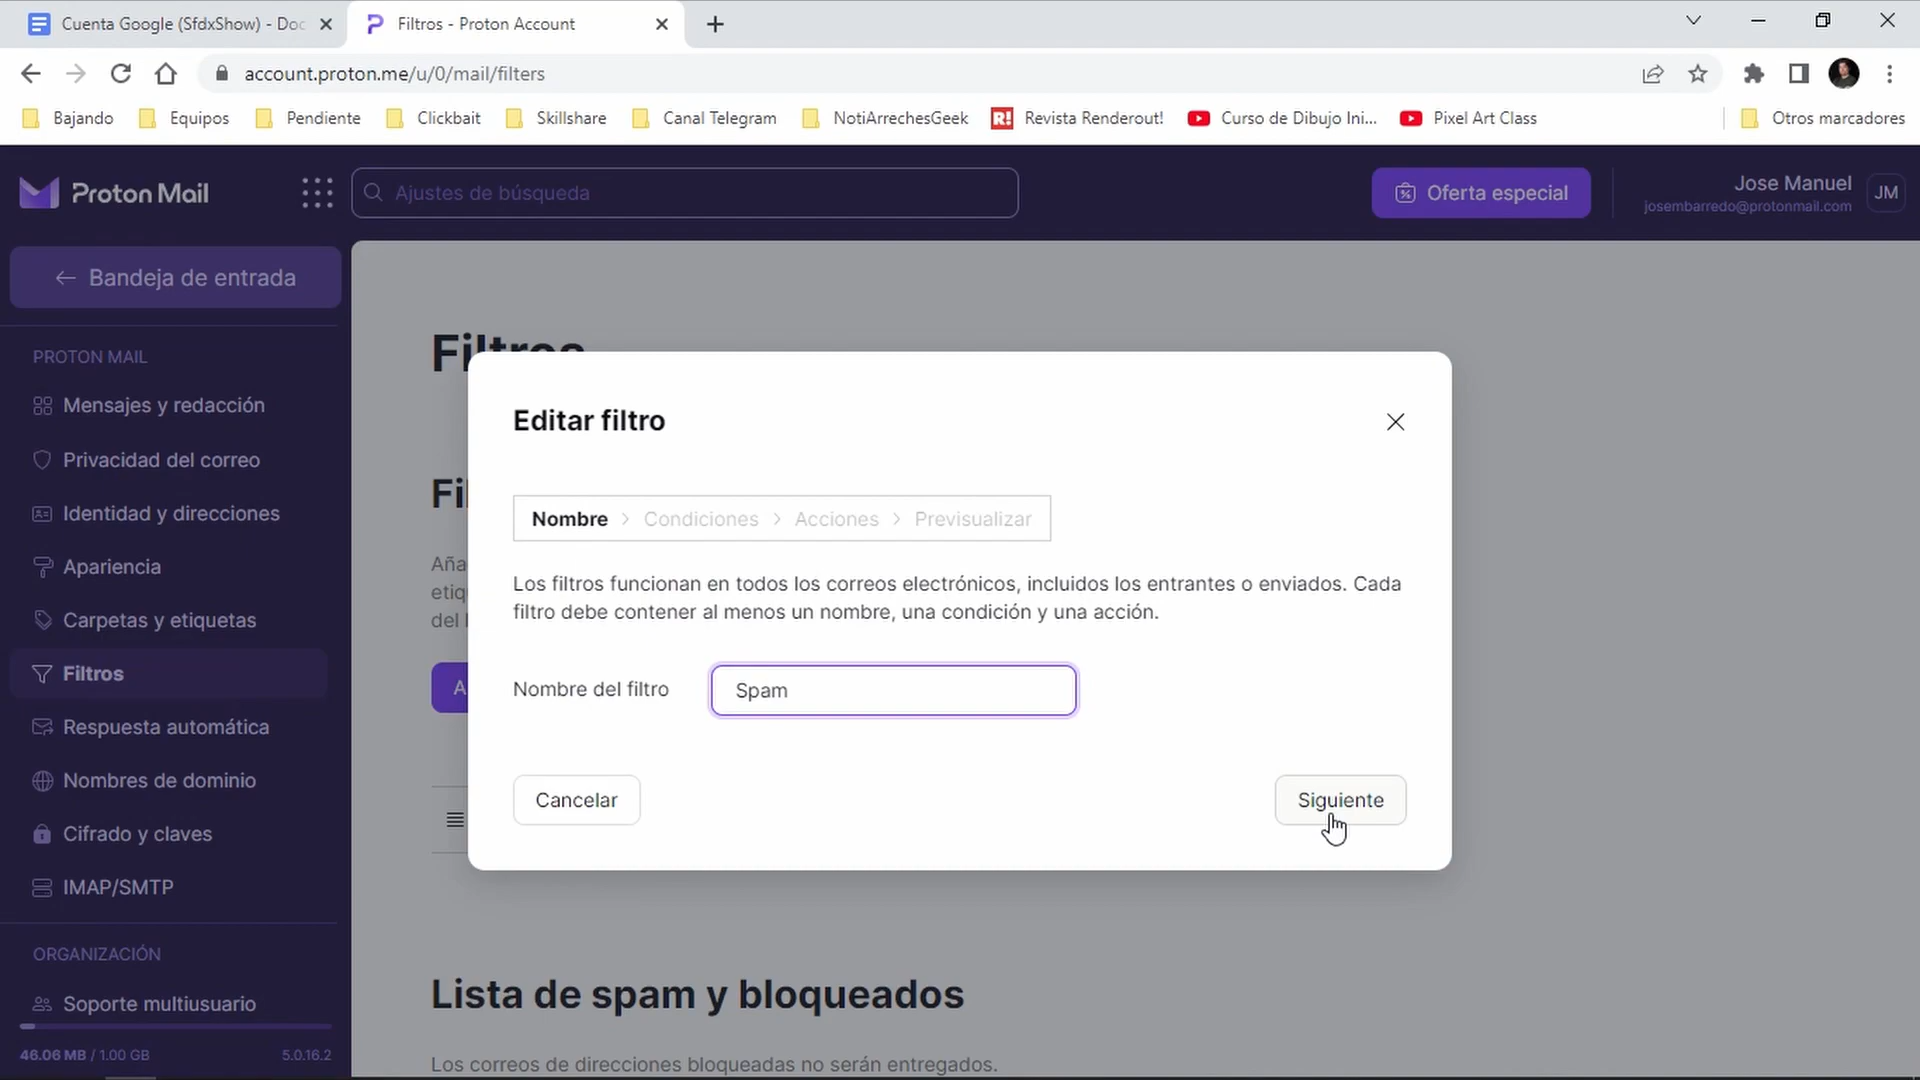 Cuenta Google (SfdxShow) - Doc
Filtros - Proton Account
account.proton.me/u/0/mail/filters
Bajando
Equipos
Pendiente
Clickbait
Skillshare
Canal Telegram
NotiArrechesGeek
R!
Revista Renderout!
Curso de Dibujo Ini...
Pixel Art Class
Otros marcadores
Proton Mail
Ajustes de búsqueda
Oferta especial
Jose Manuel
josembarredo@protonmail.com
JM
← Bandeja de entrada
PROTON MAIL
Mensajes y redacción
Privacidad del correo
Identidad y direcciones
Apariencia
Carpetas y etiquetas
Filtros
Respuesta automática
Nombres de dominio
Cifrado y claves
IMAP/SMTP
ORGANIZACIÓN
Soporte multiusuario
46.06 MB / 1.00 GB
5.0.16.2
Filtros
Fil
Aña
etiq
del
A
Editar filtro
Nombre > Condiciones > Acciones > Previsualizar
Los filtros funcionan en todos los correos electrónicos, incluidos los entrantes o enviados. Cada
filtro debe contener al menos un nombre, una condición y una acción.
Nombre del filtro
Spam
Cancelar
Siguiente
Lista de spam y bloqueados
Los correos de direcciones bloqueadas no serán entregados.